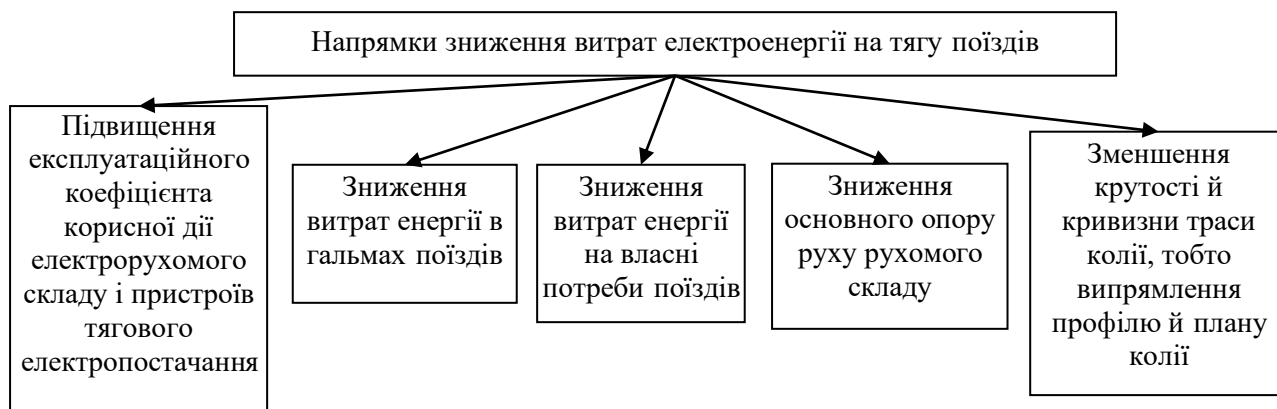 Напрямки зниження витрат електроенергії на тягу поїздів
Підвищення
експлуатаційного
коефіцієнта
корисної дії
електрорухомого
складу і пристроїв
тягового
електропостачання
Зниження
витрат енергії в
гальмах поїздів
Зниження
витрат енергії
на власні
потреби поїздів
Зниження
основного опору
руху рухомого
складу
Зменшення
крутості й
кривизни траси
колії, тобто
випрямлення
профілю й плану
колії